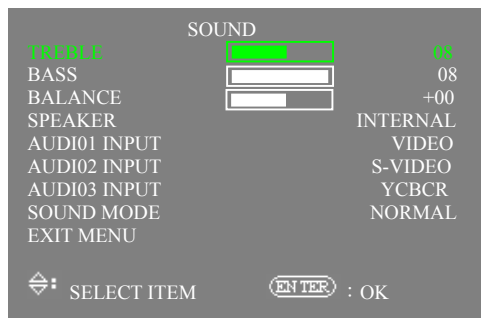 SOUND
TREBLE 08
BASS 08
BALANCE +00
SPEAKER INTERNAL
AUDI01 INPUT VIDEO
AUDI02 INPUT S-VIDEO
AUDI03 INPUT YCBCR
SOUND MODE NORMAL
EXIT MENU
: SELECT ITEM ENTER : OK